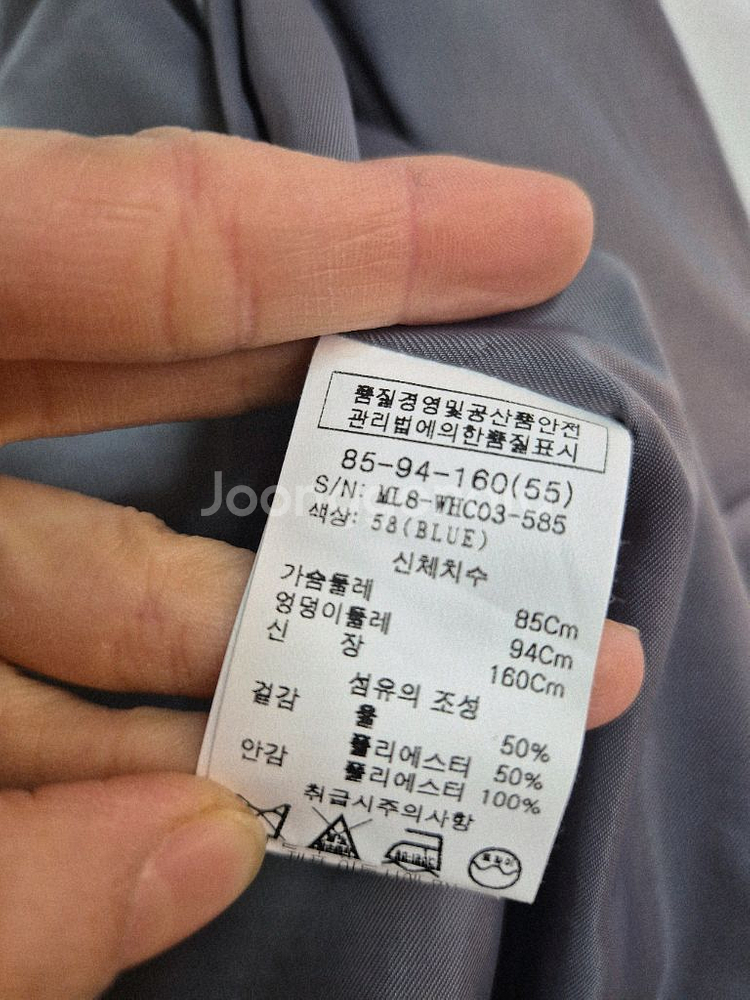 품질경영및공산품안전
관리법에의한품질표시
85-94-160(55)
S/N: ML8-WHC03-585
색상: 58(BLUE)
신체치수
가슴둘레 85Cm
엉덩이둘레 94Cm
신 장 160Cm
섬유의 조성
겉감 울 50%
폴리에스터 50%
안감 폴리에스터 100%
취급시주의사항